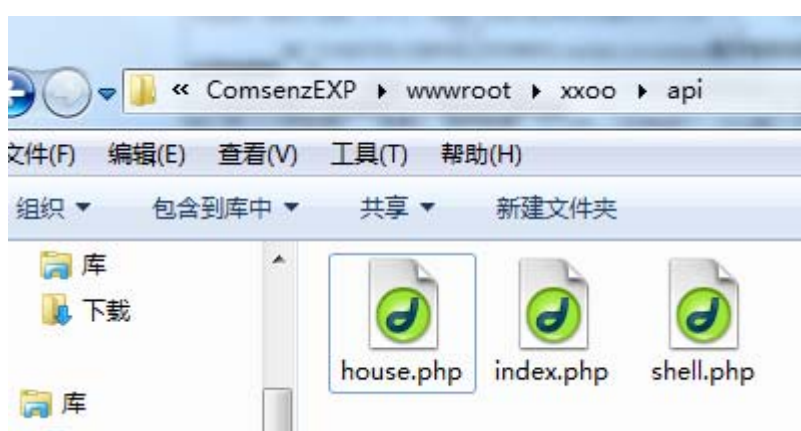 « ComsenzEXP ▸ wwwroot ▸ xxoo ▸ api
文件(F) 编辑(E) 查看(V) 工具(T) 帮助(H)
组织 ▼ 包含到库中 ▼ 共享 ▼ 新建文件夹
库
下载
库
house.php index.php shell.php